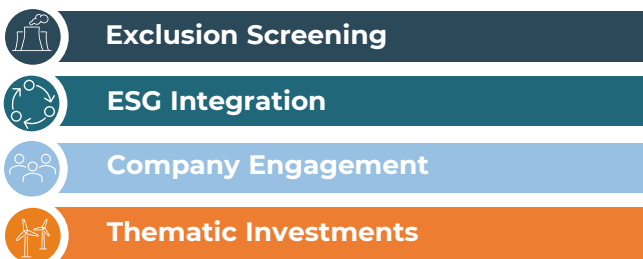 Exclusion Screening
ESG Integration
Company Engagement
Thematic Investments